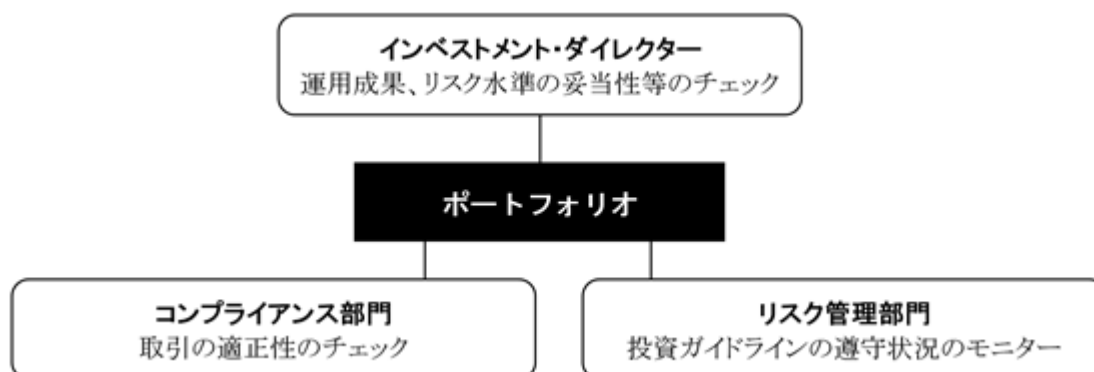 インベストメント・ダイレクター
運用成果、リスク水準の妥当性等のチェック
ポートフォリオ
コンプライアンス部門
取引の適正性のチェック
リスク管理部門
投資ガイドラインの遵守状況のモニター